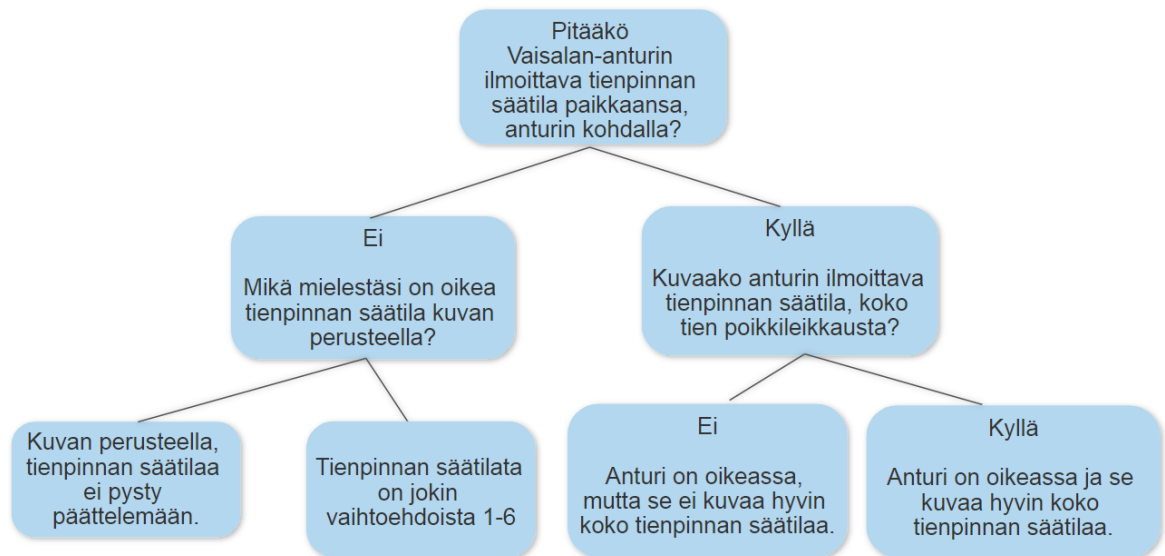 Pitääkö
Vaisalan-anturin
ilmoittava tienpinnan
säätila paikkaansa,
anturin kohdalla?
Ei
Mikä mielestäsi on oikea
tienpinnan säätila kuvan
perusteella?
Kyllä
Kuvaako anturin ilmoittava
tienpinnan säätila, koko
tien poikkileikkausta?
Kuvan perusteella,
tienpinnan säätilaa
ei pysty
päättelemään.
Tienpinnan säätilata
on jokin
vaihtoehdoista 1-6
Ei
Anturi on oikeassa,
mutta se ei kuvaa hyvin
koko tienpinnan säätilaa.
Kyllä
Anturi on oikeassa ja se
kuvaa hyvin koko
tienpinnan säätilaa.